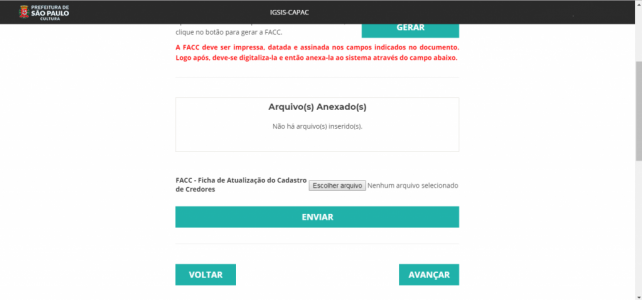 PREFEITURA DE
SÃO PAULO
CULTURA
IGSIS-CAPAC
clique no botão para gerar a FACC.
GERAR
A FACC deve ser impressa, datada e assinada nos campos indicados no documento.
Logo após, deve-se digitaliza-la e então anexa-la ao sistema através do campo abaixo.
Arquivo(s) Anexado(s)
Não há arquivo(s) inserido(s).
FACC - Ficha de Atualização do Cadastro
de Credores
Escolher arquivo Nenhum arquivo selecionado
ENVIAR
VOLTAR
AVANÇAR